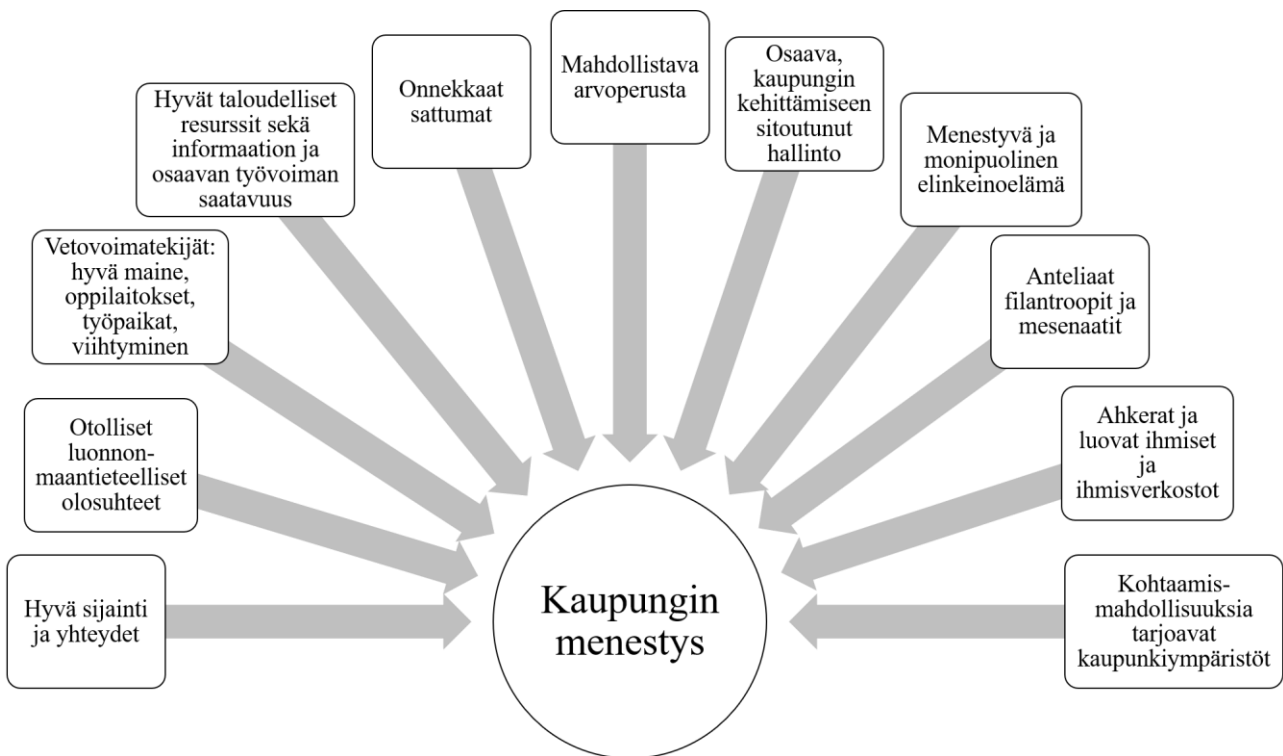 Hyvä sijainti
ja yhteydet
Otolliset
luonnon-
maantieteelliset
olosuhteet
Vetovoimatekijät:
hyvä maine,
oppilaitokset,
työpaikat,
viihtyminen
Hyvät taloudelliset
resurssit sekä
informaation ja
osaavan työvoiman
saatavuus
Onnekkaat
sattumat
Mahdollistava
arvoperusta
Osaava,
kaupungin
kehittämiseen
sitoutunut
hallinto
Menestyvä ja
monipuolinen
elinkeinoelämä
Anteliaat
filantroopit ja
mesenaatit
Ahkerat ja
luovat ihmiset
ja
ihmisverkostot
Kohtaamis-
mahdollisuuksia
tarjoavat
kaupunkiympäristöt
Kaupungin
menestys